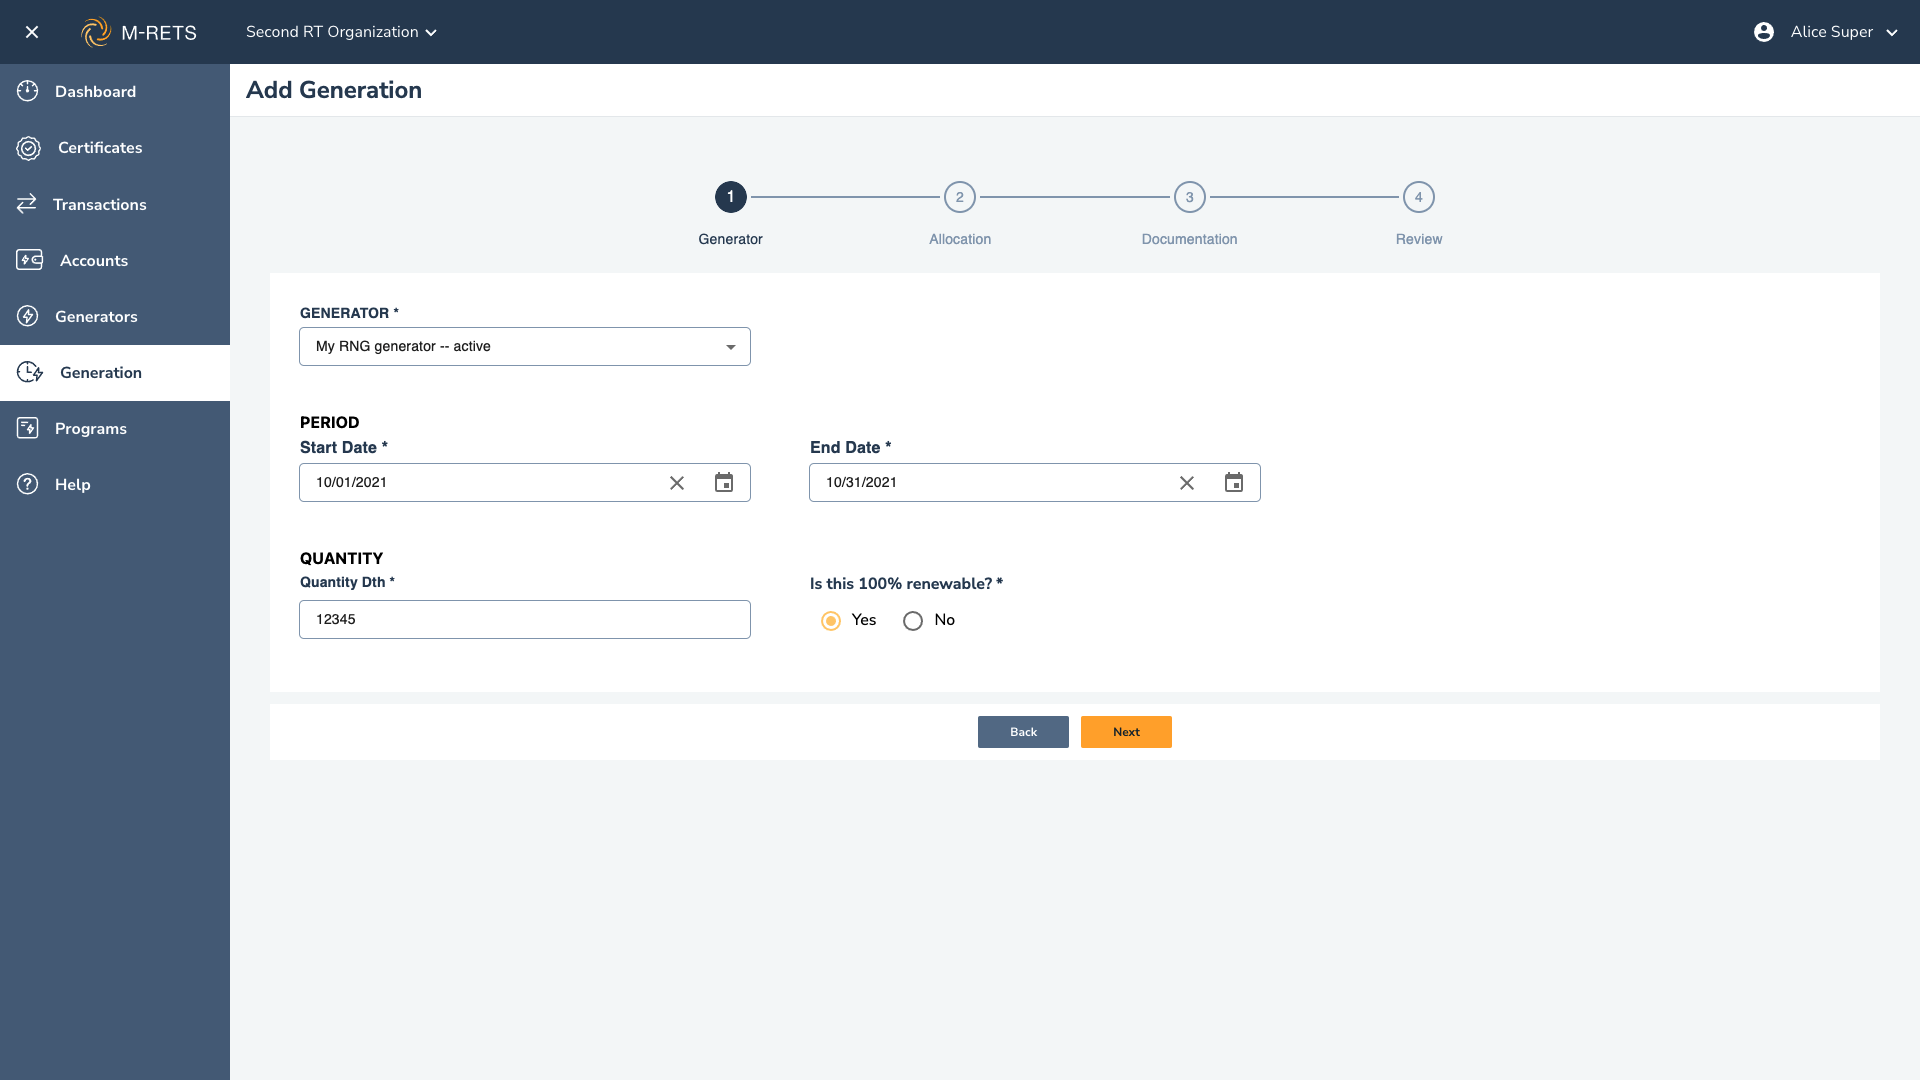 M-RETS
Second RT Organization
Alice Super
Dashboard
Certificates
Transactions
Accounts
Generators
Generation
Programs
Help
Add Generation
1
2
3
4
Generator
Allocation
Documentation
Review
GENERATOR *
My RNG generator -- active
PERIOD
Start Date *
End Date *
10/01/2021
10/31/2021
QUANTITY
Quantity Dth *
Is this 100% renewable? *
12345
Yes
No
Back
Next